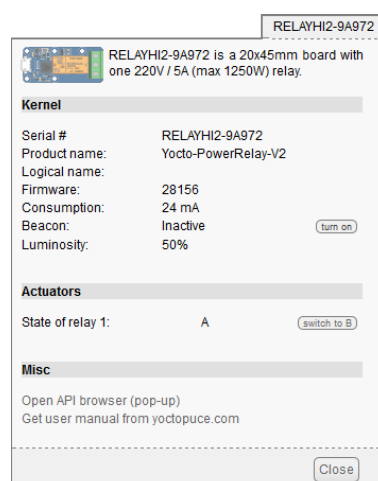 RELAYHI2-9A972
RELAYHI2-9A972 is a 20x45mm board with
one 220V / 5A (max 1250W) relay.
Kernel
Serial # RELAYHI2-9A972
Product name: Yocto-PowerRelay-V2
Logical name:
Firmware: 28156
Consumption: 24 mA
Beacon: Inactive turn on
Luminosity: 50%
Actuators
State of relay 1: A switch to B
Misc
Open API browser (pop-up)
Get user manual from yoctopuce.com
Close